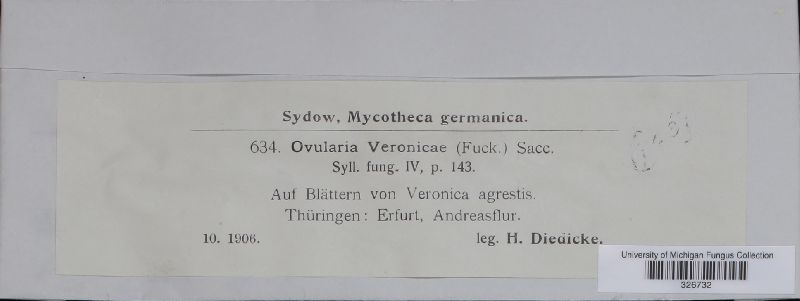 Sydow, Mycotheca germanica.
634. Ovularia Veronicae (Fuck.) Sacc.
Syll. fung. IV, p. 143.
Auf Blättern von Veronica agrestis.
Thüringen: Erfurt, Andreasflur.
10. 1906. leg. H. Diedicke.
University of Michigan Fungus Collection
326732